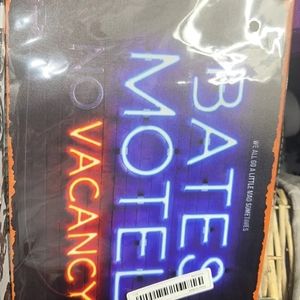 BATES
MOTEL
NO VACANCY
WE ALL GO A LITTLE MAD SOMETIMES